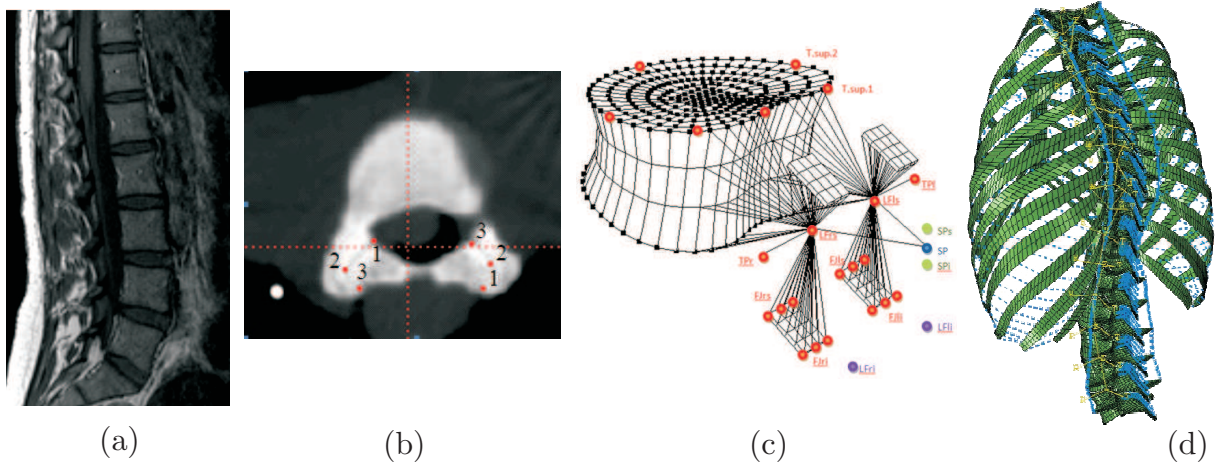 T.sup.2
T.sup.1
TPl
LFls
SPs
LFrs
SP
TPr
FJls
SPi
FJrs
FJli
LFli
FJri
LFri
3
1
2
2
3
1
(a)
(b)
(c)
(d)